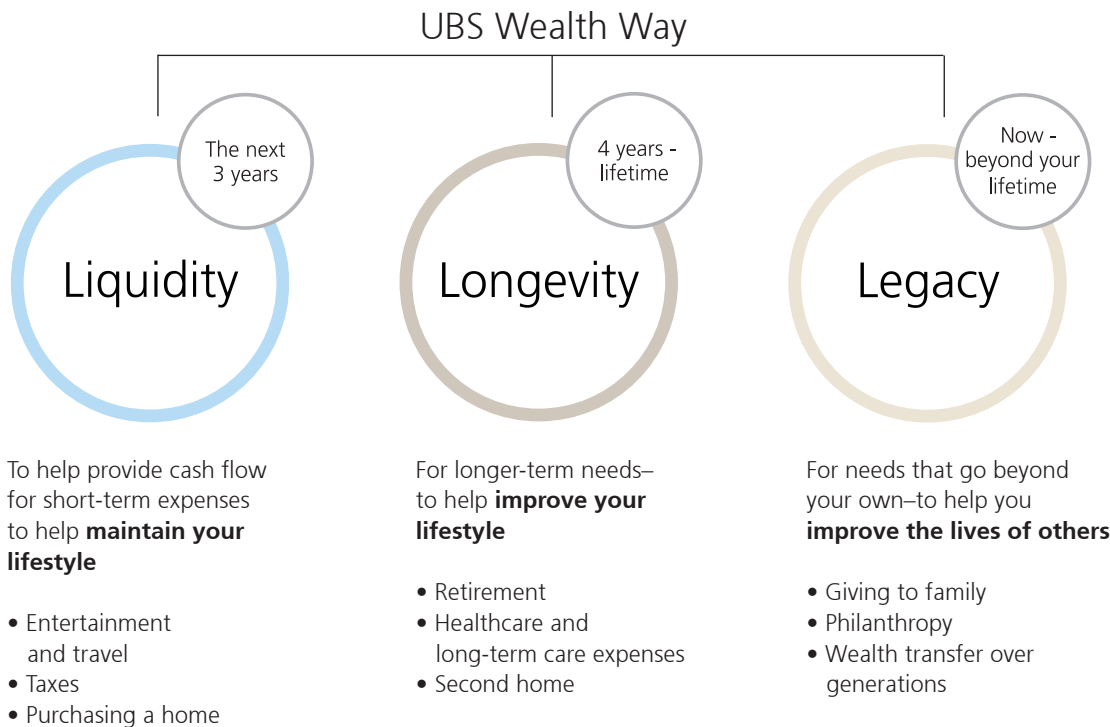 UBS Wealth Way
The next
3 years
Liquidity
To help provide cash flow
for short-term expenses
to help maintain your
lifestyle
• Entertainment
and travel
• Taxes
• Purchasing a home
4 years -
lifetime
Longevity
For longer-term needs–
to help improve your
lifestyle
• Retirement
• Healthcare and
long-term care expenses
• Second home
Now -
beyond your
lifetime
Legacy
For needs that go beyond
your own–to help you
improve the lives of others
• Giving to family
• Philanthropy
• Wealth transfer over
generations